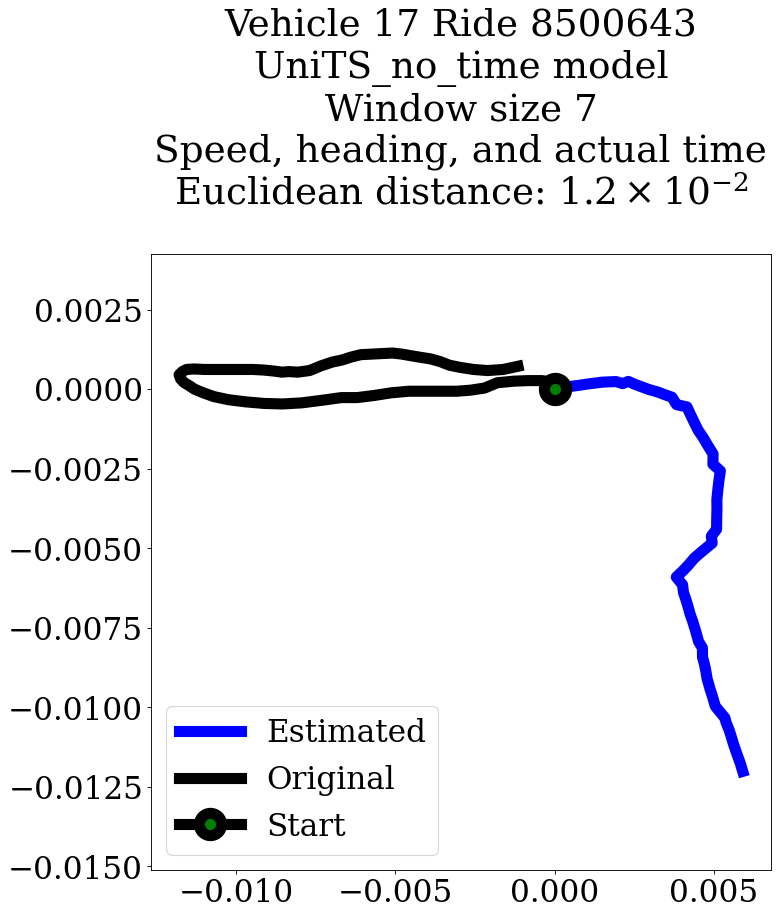 Vehicle 17 Ride 8500643
UniTS_no_time model
Window size 7
Speed, heading, and actual time
Euclidean distance: 1.2 × 10⁻²
0.0025
0.0000
−0.0025
−0.0050
−0.0075
−0.0100
−0.0125
−0.0150
Estimated
Original
Start
−0.010 −0.005 0.000 0.005